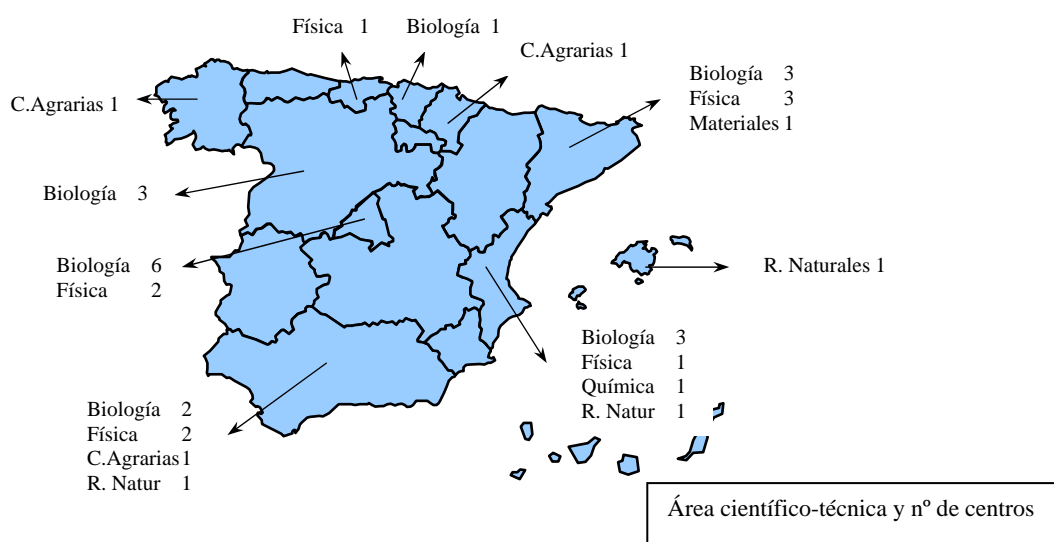 Física 1
Biología 1
C.Agrarias 1
C.Agrarias 1
Biología 3
Física 3
Materiales 1
Biología 3
Biología 6
Física 2
R. Naturales 1
Biología 3
Física 1
Química 1
R. Natur 1
Biología 2
Física 2
C.Agrarias 1
R. Natur 1
Área científico-técnica y nº de centros